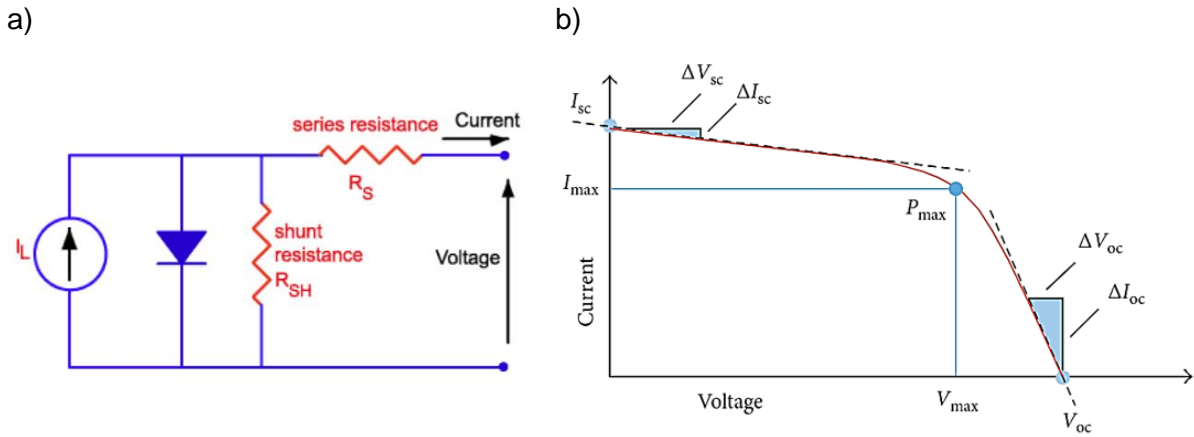 a)
series resistance
Current
R_S
I_L
shunt
resistance
R_SH
Voltage
b)
ΔV_sc
ΔI_sc
I_sc
I_max
P_max
ΔV_oc
ΔI_oc
Current
Voltage
V_max
V_oc